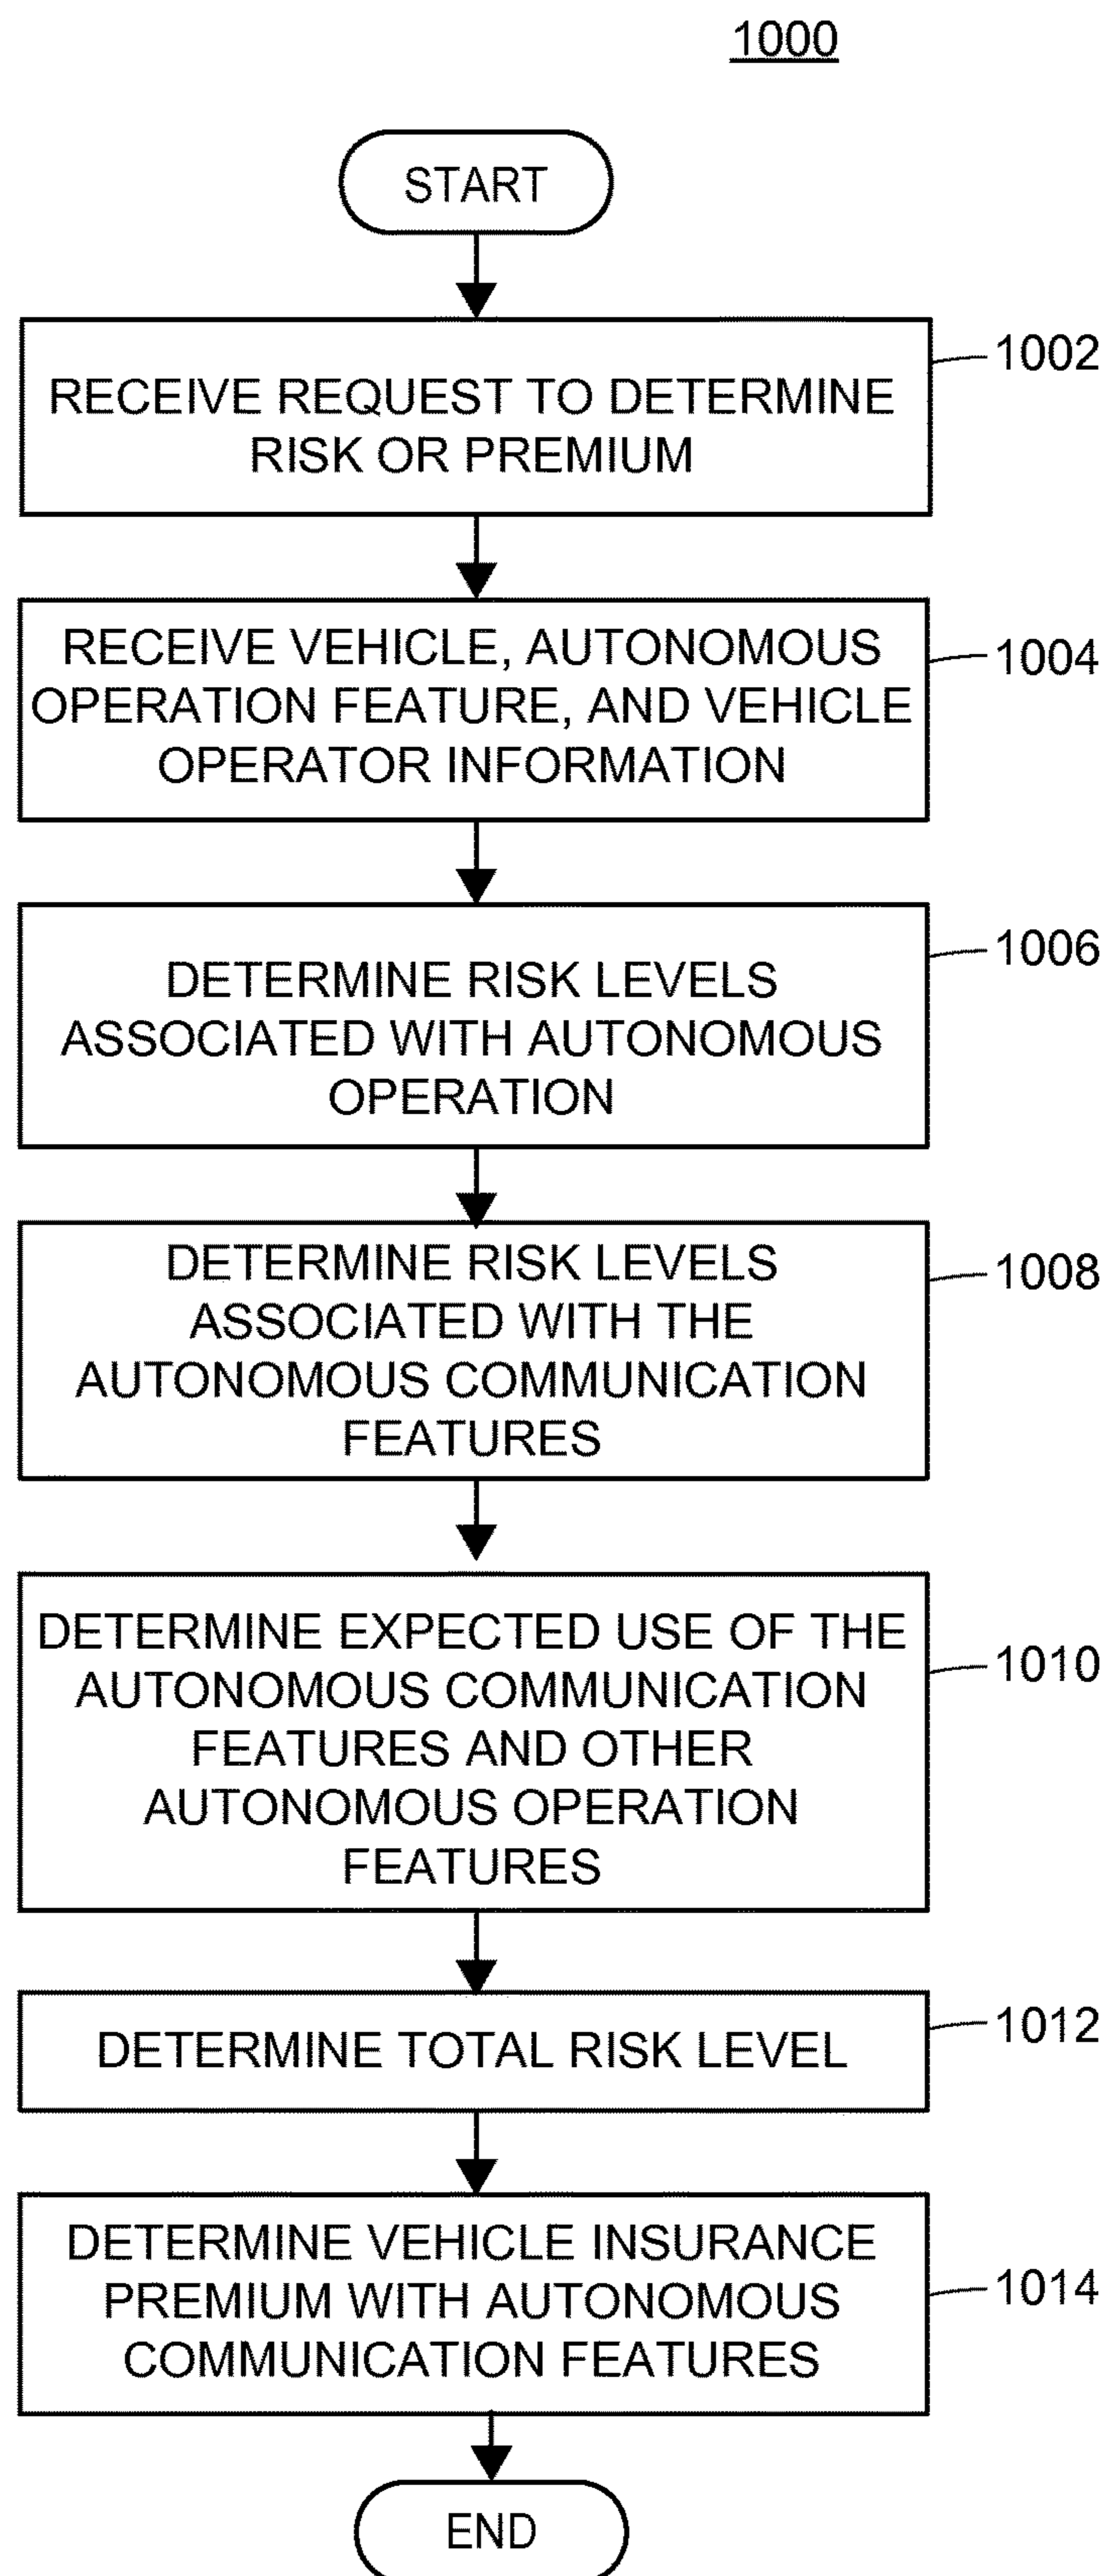 1000
START
RECEIVE REQUEST TO DETERMINE
RISK OR PREMIUM
1002
RECEIVE VEHICLE, AUTONOMOUS
OPERATION FEATURE, AND VEHICLE
OPERATOR INFORMATION
1004
DETERMINE RISK LEVELS
ASSOCIATED WITH AUTONOMOUS
OPERATION
1006
DETERMINE RISK LEVELS
ASSOCIATED WITH THE
AUTONOMOUS COMMUNICATION
FEATURES
1008
DETERMINE EXPECTED USE OF THE
AUTONOMOUS COMMUNICATION
FEATURES AND OTHER
AUTONOMOUS OPERATION
FEATURES
1010
DETERMINE TOTAL RISK LEVEL
1012
DETERMINE VEHICLE INSURANCE
PREMIUM WITH AUTONOMOUS
COMMUNICATION FEATURES
1014
END